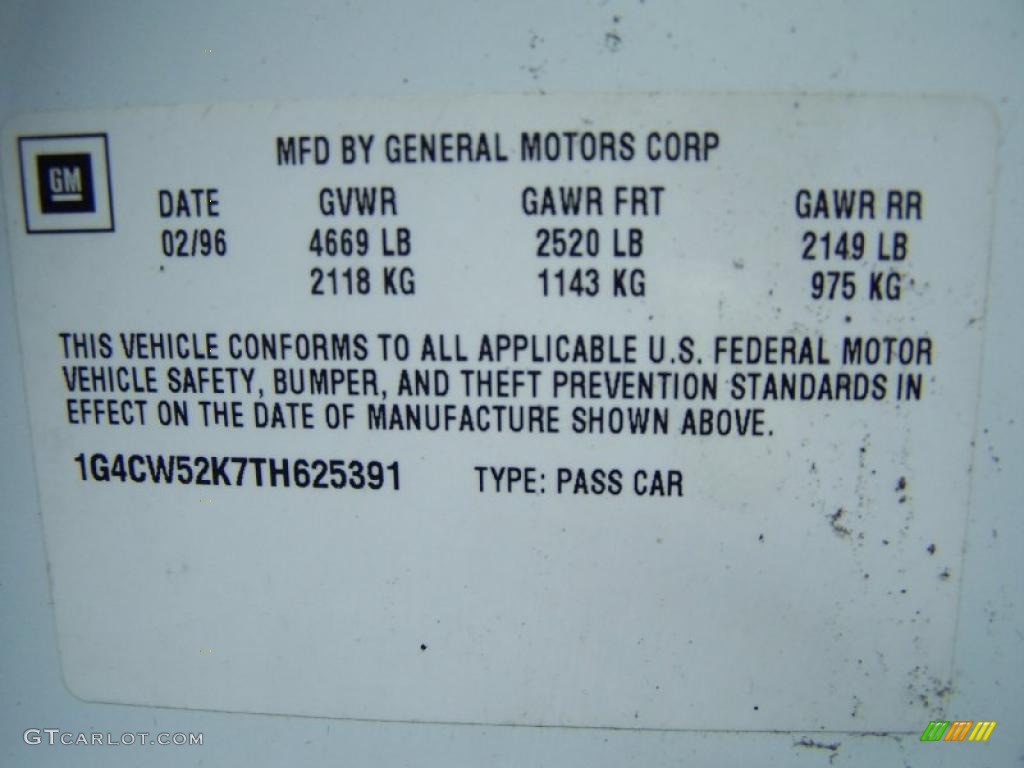 GM
MFD BY GENERAL MOTORS CORP
DATE GVWR GAWR FRT GAWR RR
02/96 4669 LB 2520 LB 2149 LB
2118 KG 1143 KG 975 KG
THIS VEHICLE CONFORMS TO ALL APPLICABLE U.S. FEDERAL MOTOR
VEHICLE SAFETY, BUMPER, AND THEFT PREVENTION STANDARDS IN
EFFECT ON THE DATE OF MANUFACTURE SHOWN ABOVE.
1G4CW52K7TH625391 TYPE: PASS CAR
GTCARLOT.COM